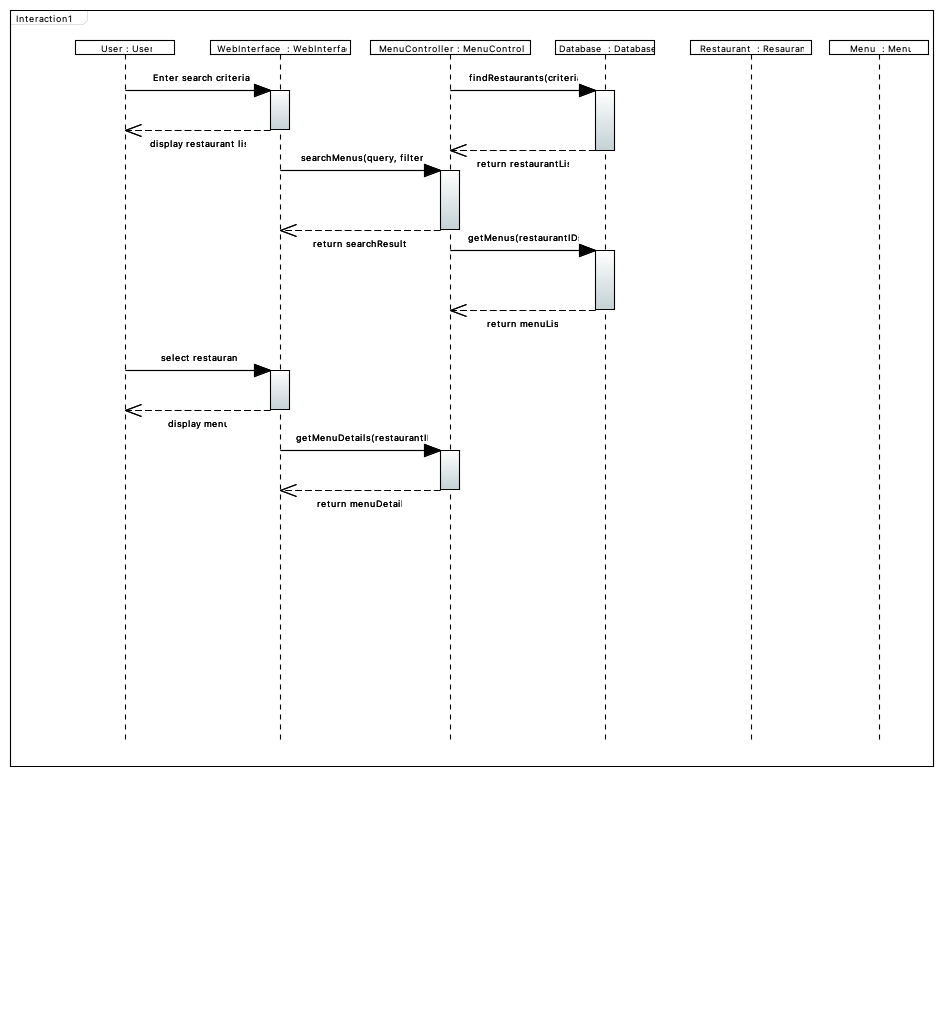 Interaction1
User : User
WebInterface : WebInterfac
MenuController : MenuControl
Database : Database
Restaurant : Resauran
Menu : Menu
Enter search criteria
findRestaurants(criteri
display restaurant lis
searchMenus(query, filter
return restaurantLis
return searchResult
getMenus(restaurantID
return menuLis
select restauran
display menu
getMenuDetails(restaurantI
return menuDetail